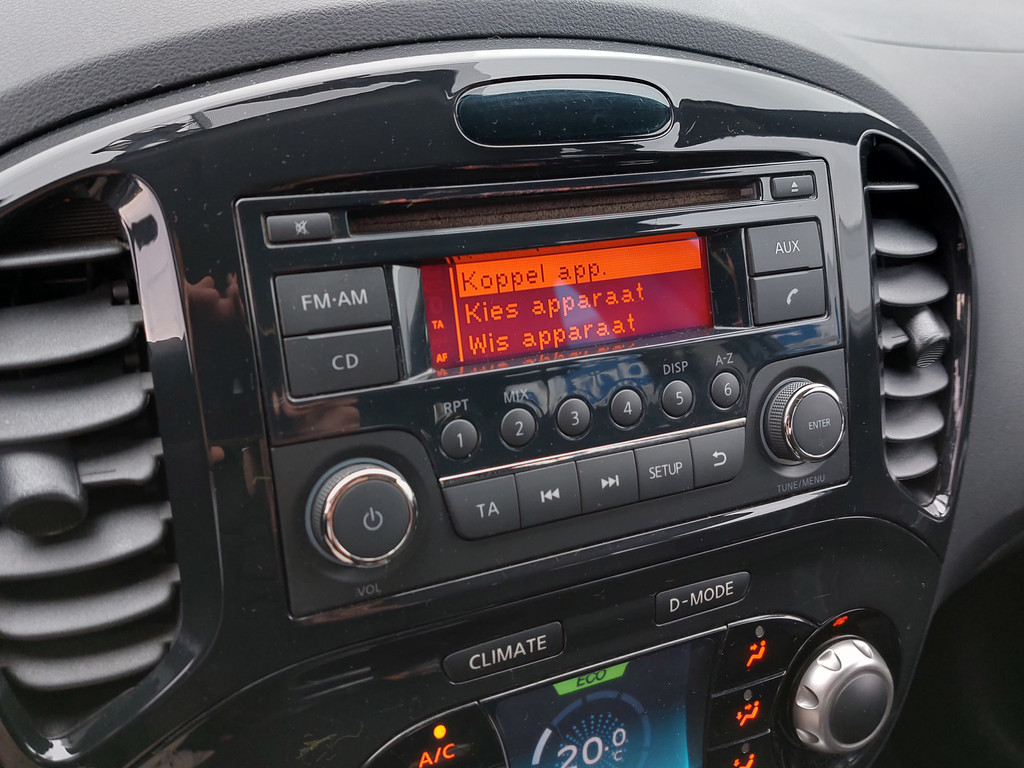 AUX
FM·AM
Koppel app.
TA
Kies apparaat
CD
AF
Wis apparaat
RPT
MIX
DISP
A-Z
1
2
3
4
5
6
ENTER
TUNE/MENU
TA
SETUP
VOL
D-MODE
CLIMATE
ECO
A/C
20.0
°C